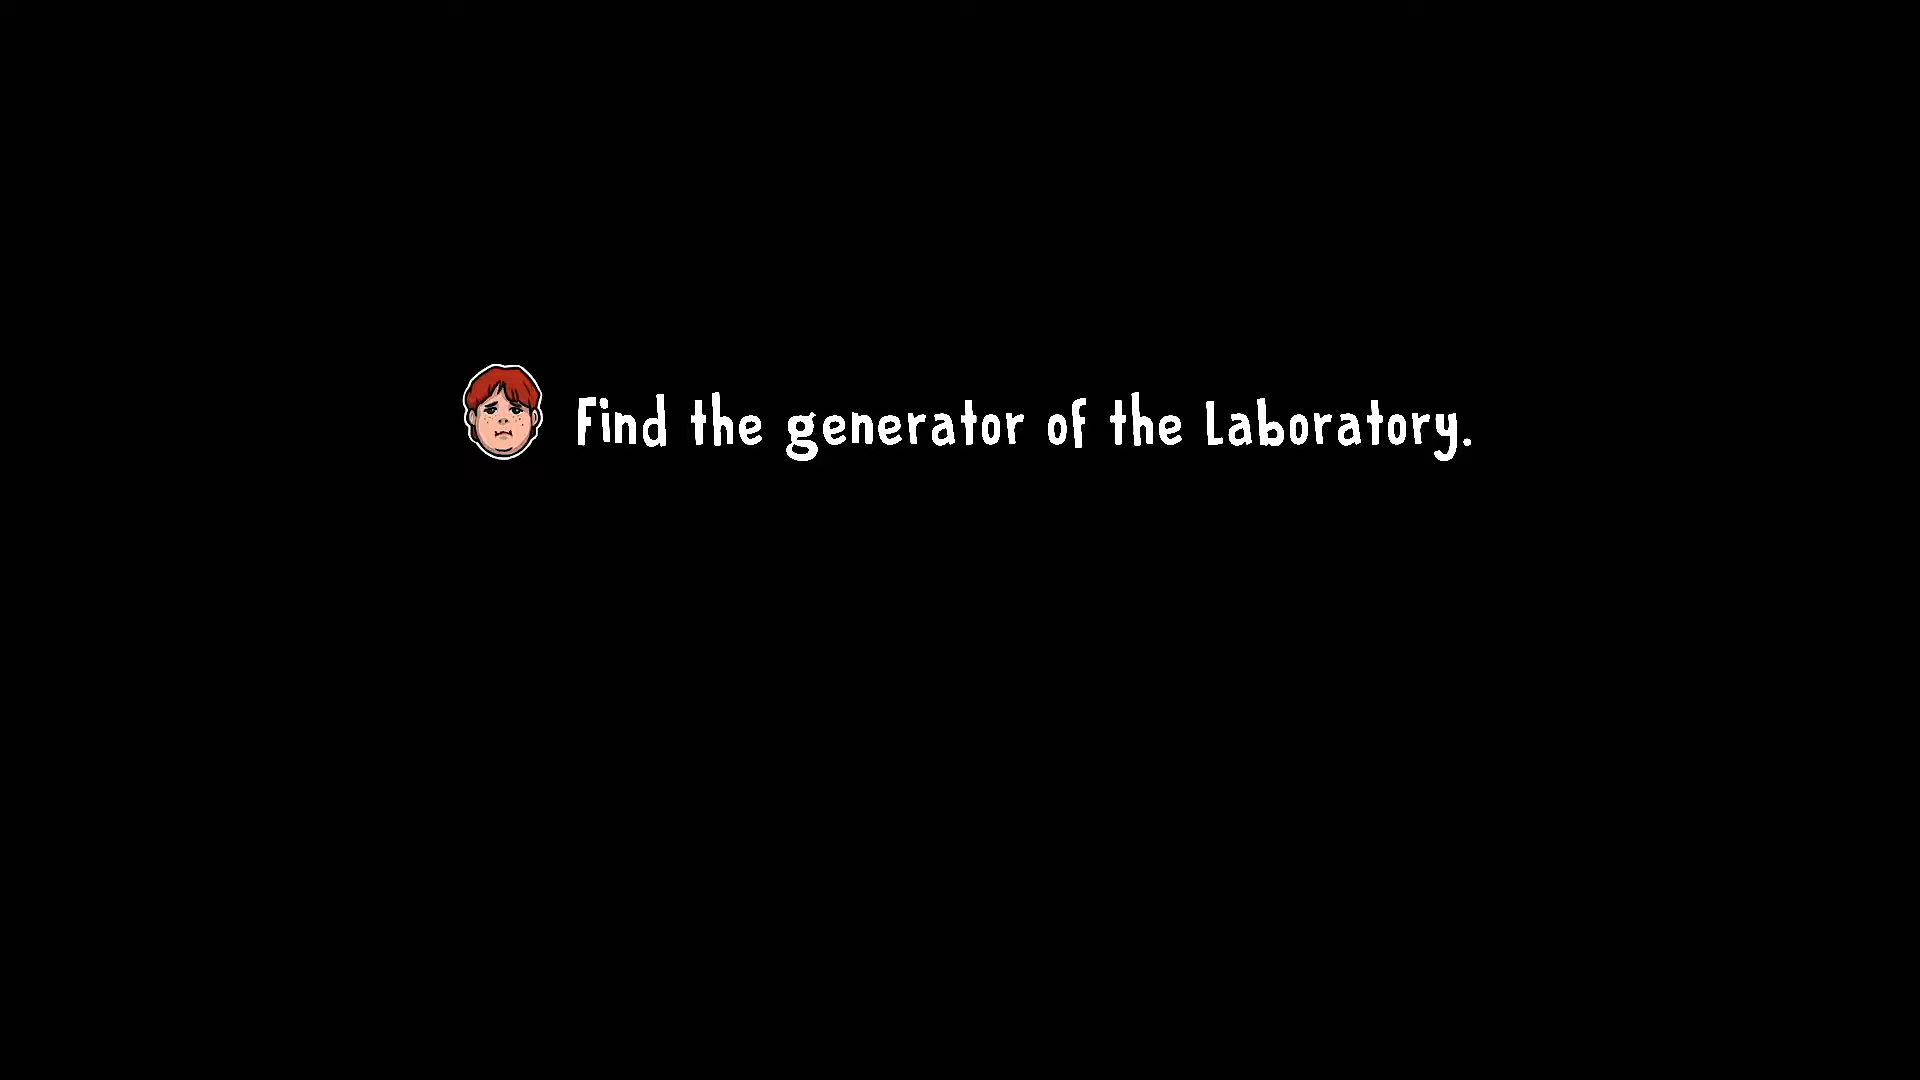 Find the generator of the Laboratory.